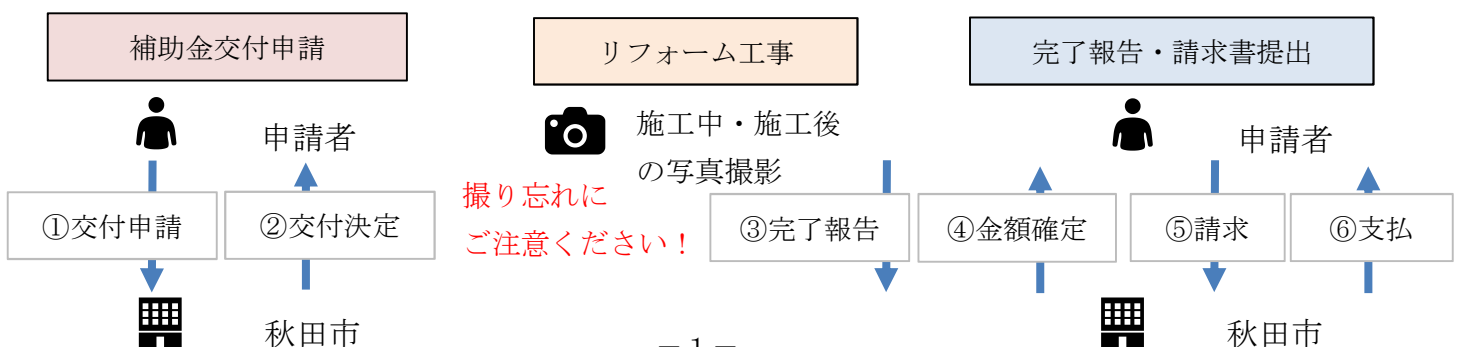 補助金交付申請
リフォーム工事
完了報告・請求書提出
申請者
施工中・施工後
の写真撮影
申請者
撮り忘れに
ご注意ください！
①交付申請
②交付決定
③完了報告
④金額確定
⑤請求
⑥支払
秋田市
－１－
秋田市